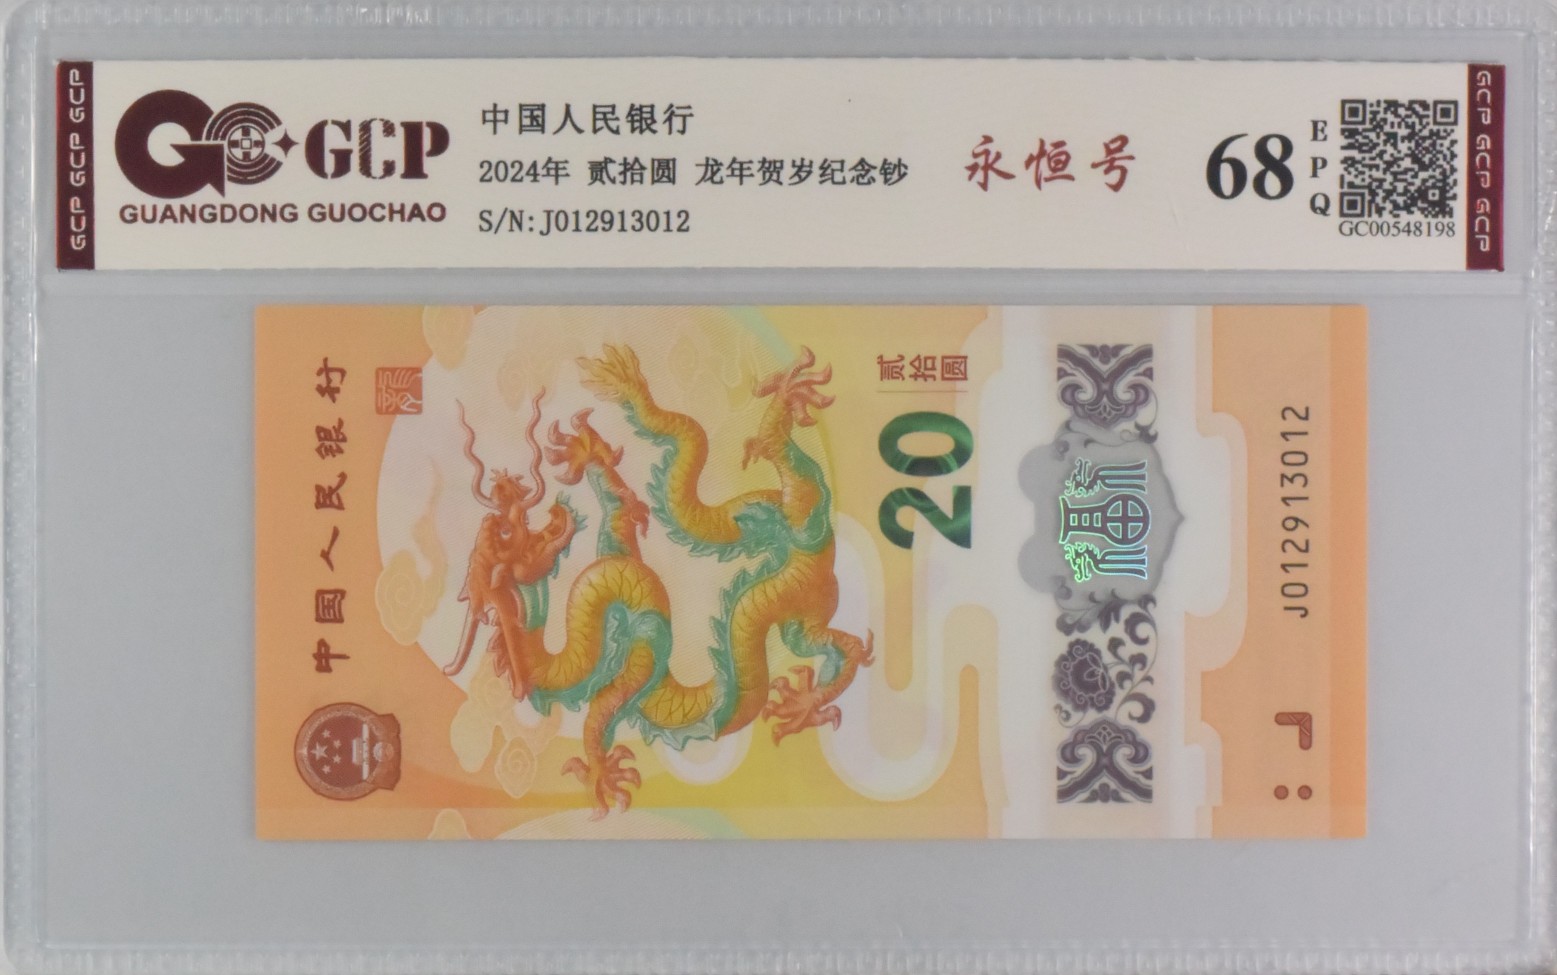 GCP GCP GCP
GCP
GUANGDONG GUOCHAO
中国人民银行
2024年 贰拾圆 龙年贺岁纪念钞
S/N:J012913012
永恒号
68
EPQ
GC00548198
GCP GCP GCP
中国人民银行
贰拾圆
20
J012913012